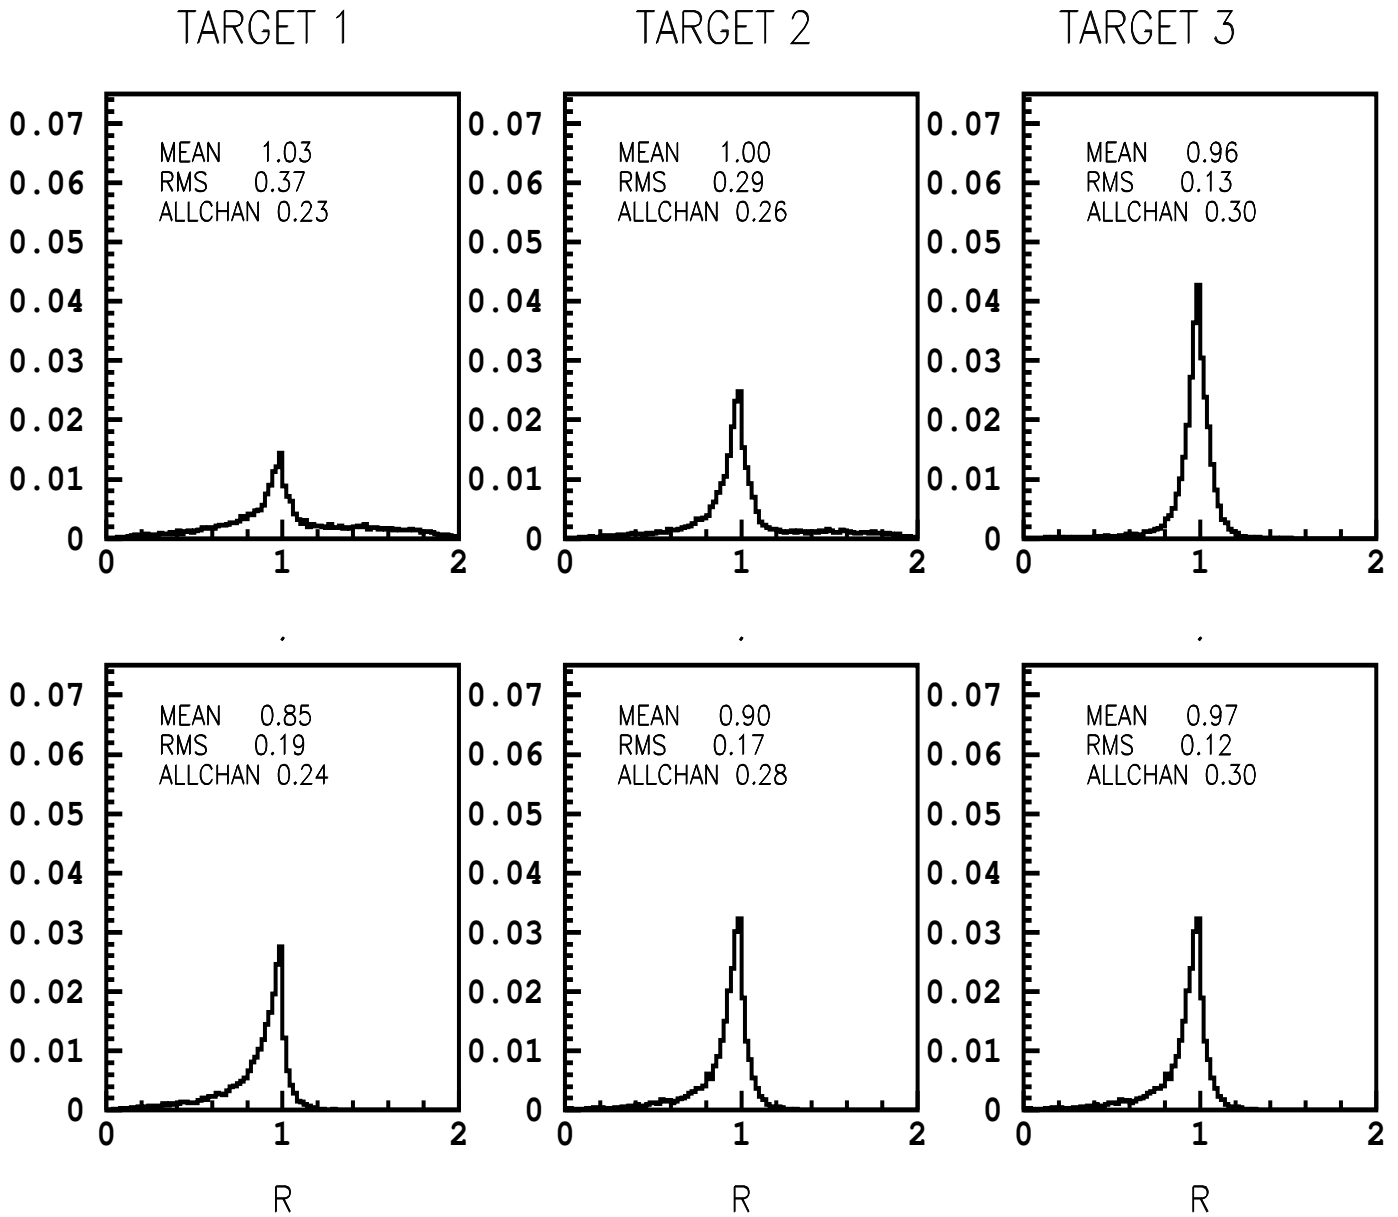 TARGET 1 TARGET 2 TARGET 3
0.07 0.07 0.07
MEAN 1.03 MEAN 1.00 MEAN 0.96
0.06 RMS 0.37 0.06 RMS 0.29 0.06 RMS 0.13
ALLCHAN 0.23 ALLCHAN 0.26 ALLCHAN 0.30
0.05 0.05 0.05
0.04 0.04 0.04
0.03 0.03 0.03
0.02 0.02 0.02
0.01 0.01 0.01
0 0 0
0 1 2 0 1 2 0 1 2
0.07 0.07 0.07
MEAN 0.85 MEAN 0.90 MEAN 0.97
RMS 0.19 RMS 0.17 RMS 0.12
0.06 0.06 0.06
ALLCHAN 0.24 ALLCHAN 0.28 ALLCHAN 0.30
0.05 0.05 0.05
0.04 0.04 0.04
0.03 0.03 0.03
0.02 0.02 0.02
0.01 0.01 0.01
0 0 0
0 1 2 0 1 2 0 1 2
R R R